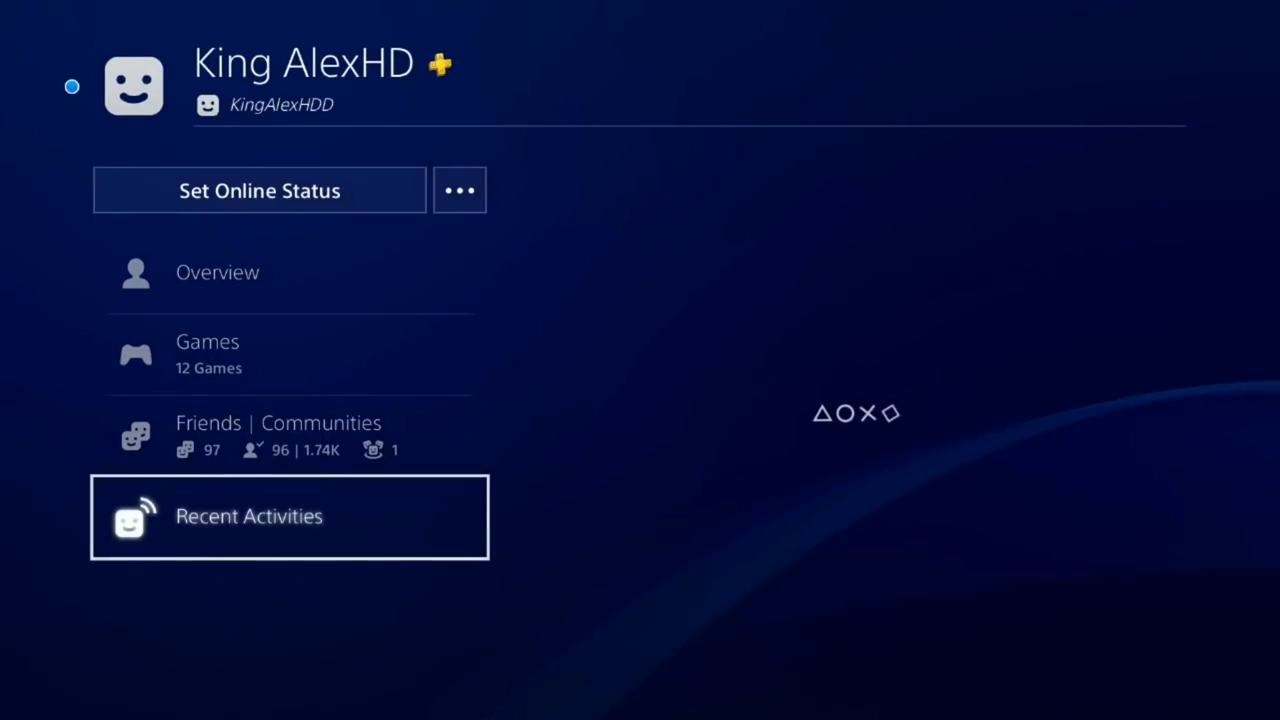 King AlexHD
KingAlexHDD
Set Online Status
Overview
Games
12 Games
Friends | Communities
97 96 | 1.74K 1
Recent Activities